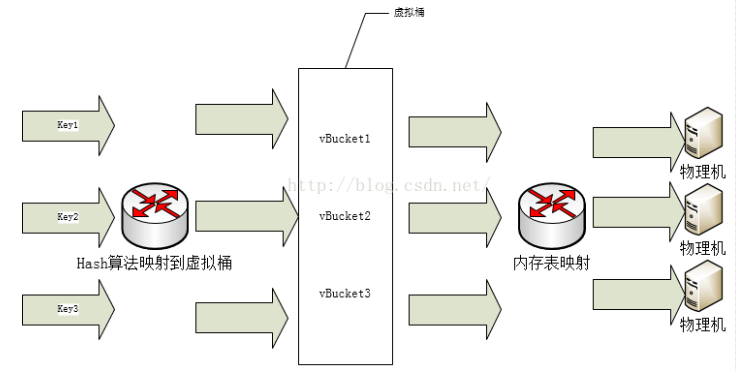 虚拟桶
Key1
vBucket1
物理机
http://blog.csdn.net/
Key2
vBucket2
物理机
Hash算法映射到虚拟桶
内存表映射
Key3
vBucket3
物理机